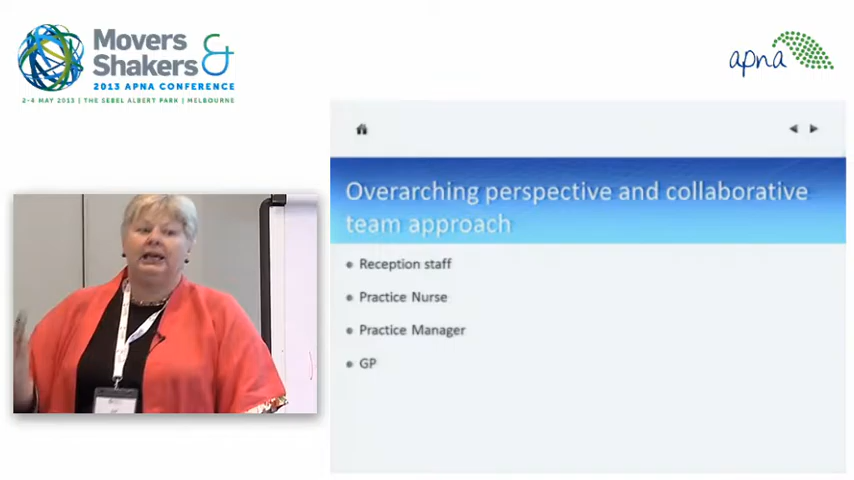 Movers
Shakers &
2013 APNA CONFERENCE
2-4 MAY 2013 | THE SEBEL ALBERT PARK | MELBOURNE
apna
Overarching perspective and collaborative
team approach
Reception staff
Practice Nurse
Practice Manager
GP